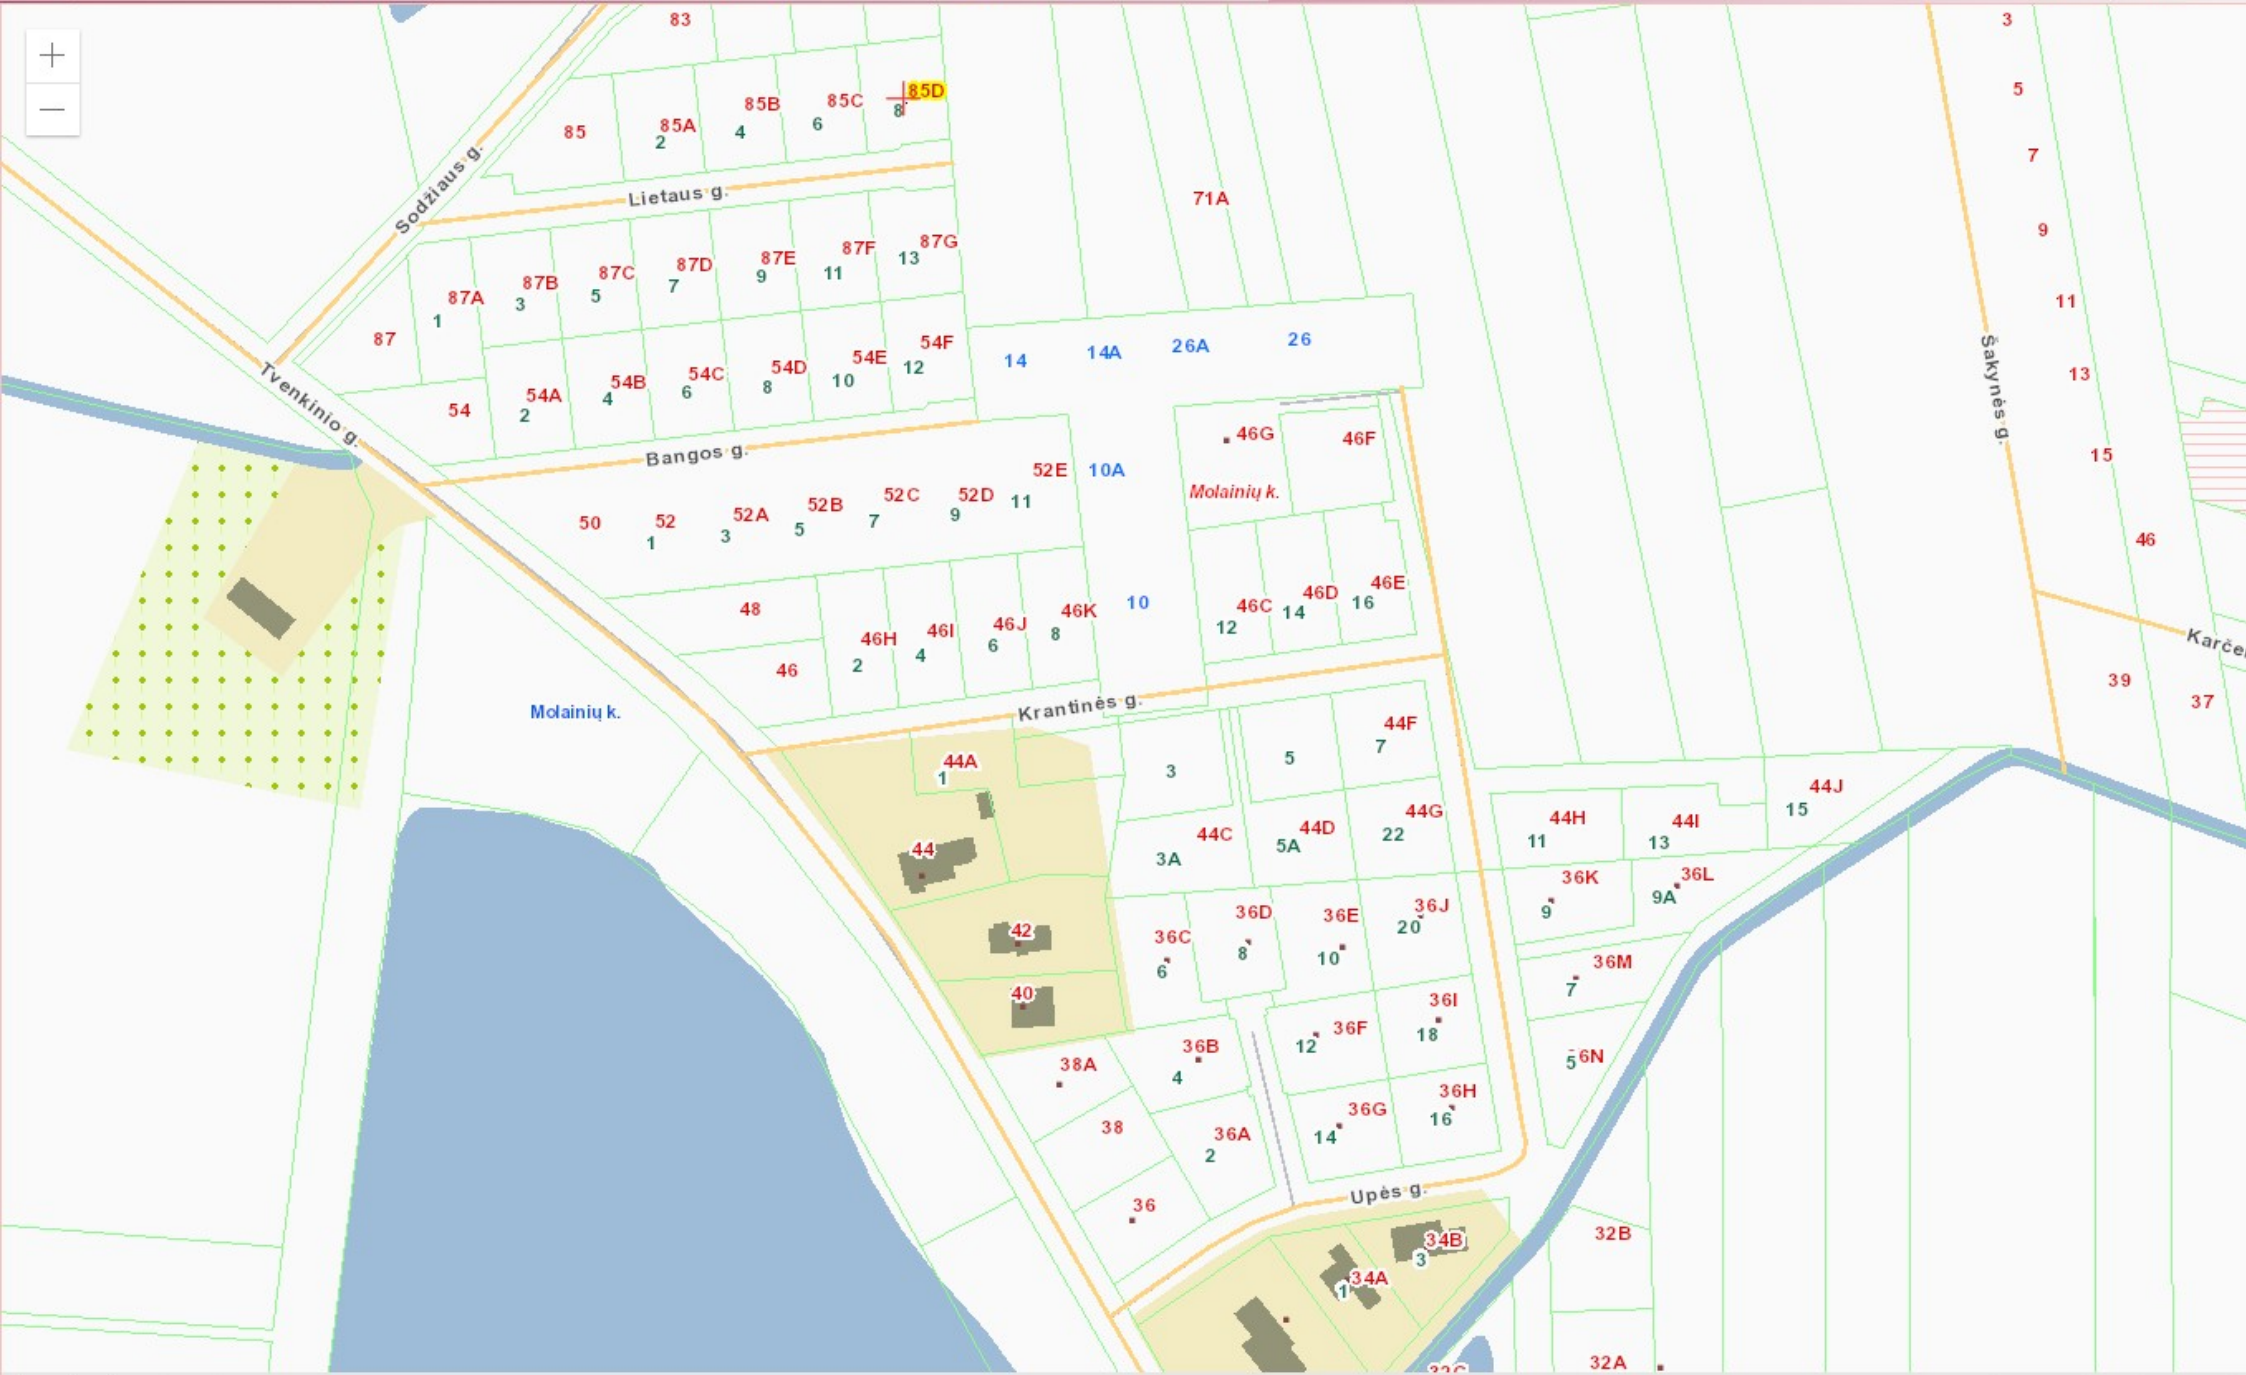 +
−
83
3
85D
5
85
85A
2
85B
4
85C
6
8
7
Sodžiaus g.
Lietaus g.
71A
9
87
87A
1
87B
3
87C
5
87D
7
87E
9
87F
11
87G
13
11
Tvenkinio g.
54
54A
2
54B
4
54C
6
54D
8
54E
10
54F
12
14
14A
26A
26
Šakynės g.
13
Bangos g.
46G
46F
15
50
52
1
52A
3
52B
5
52C
7
52D
9
52E
11
10A
Molainių k.
46
48
46
46H
2
46I
4
46J
6
46K
8
10
46C
12
46D
14
46E
16
39
37
Molainių k.
Krantinės g.
44A
1
3
5
44F
7
44
44C
3A
44D
5A
44G
22
44H
11
44I
13
44J
15
42
36C
6
36D
8
36E
10
36J
20
36K
9
36L
9A
40
36M
7
38A
36B
4
36F
12
36I
18
5
6N
38
36A
2
36G
14
36H
16
36
Upės g.
34B
3
34A
1
32B
32A